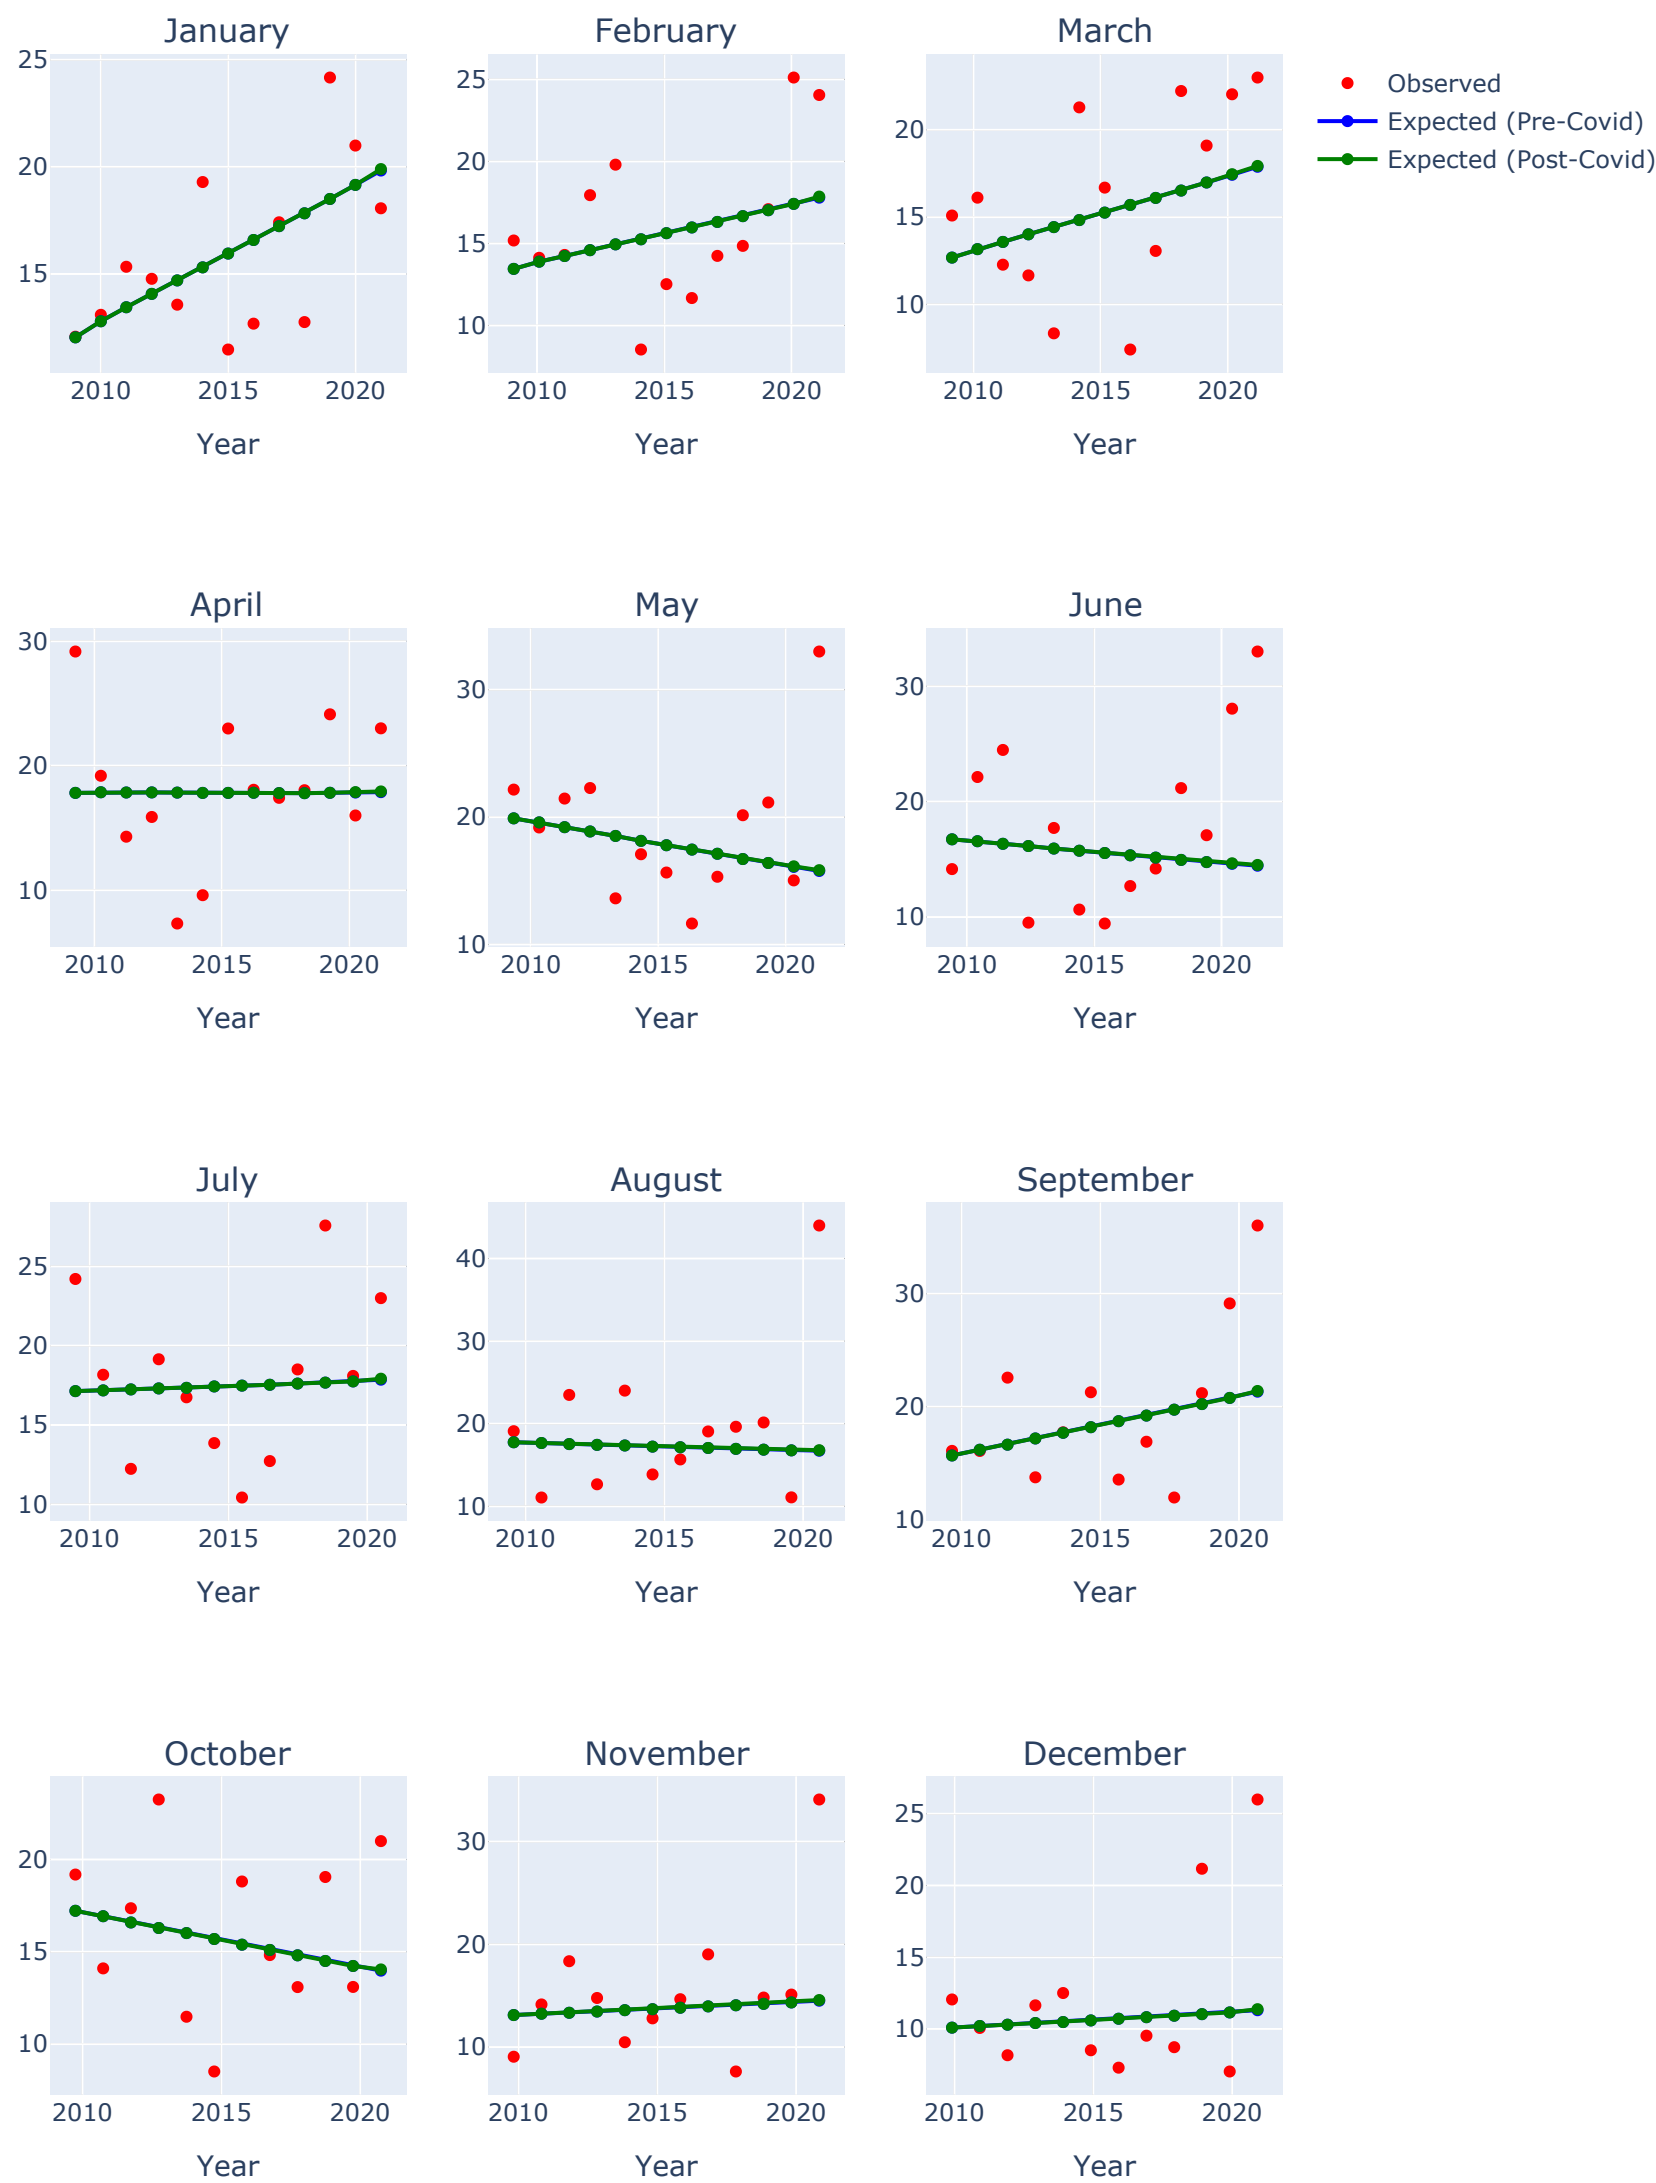 January February March
25
20
15
2010 2015 2020
Year
25
20
15
10
2010 2015 2020
Year
20
15
10
2010 2015 2020
Year
Observed
Expected (Pre-Covid)
Expected (Post-Covid)
April May June
30
20
10
2010 2015 2020
Year
30
20
10
2010 2015 2020
Year
30
20
10
2010 2015 2020
Year
July August September
25
20
15
10
2010 2015 2020
Year
40
30
20
10
2010 2015 2020
Year
30
20
10
2010 2015 2020
Year
October November December
20
15
10
2010 2015 2020
Year
30
20
10
2010 2015 2020
Year
25
20
15
10
2010 2015 2020
Year